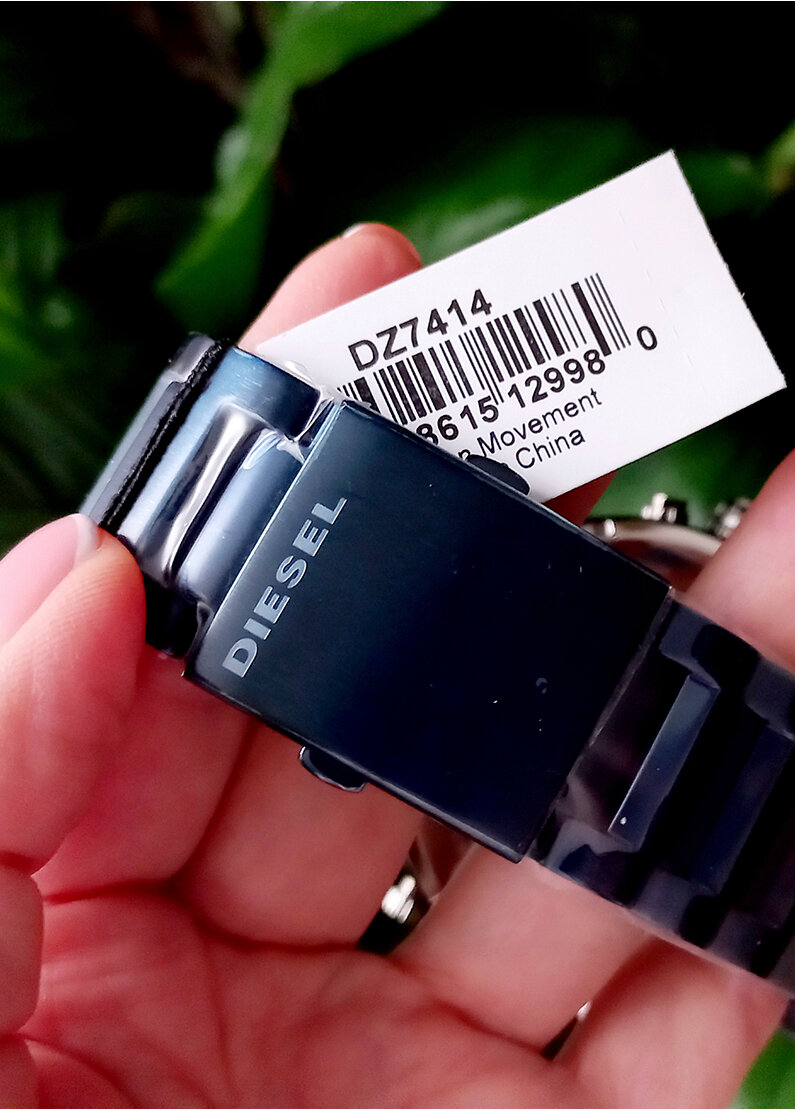 DZ7414
8615 12998 0
Movement
China
DIESEL